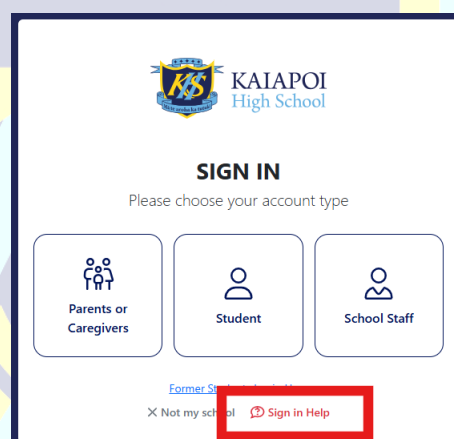 KAIAPOI
High School
SIGN IN
Please choose your account type
Parents or
Caregivers
Student
School Staff
Former
Not my
Sign in Help